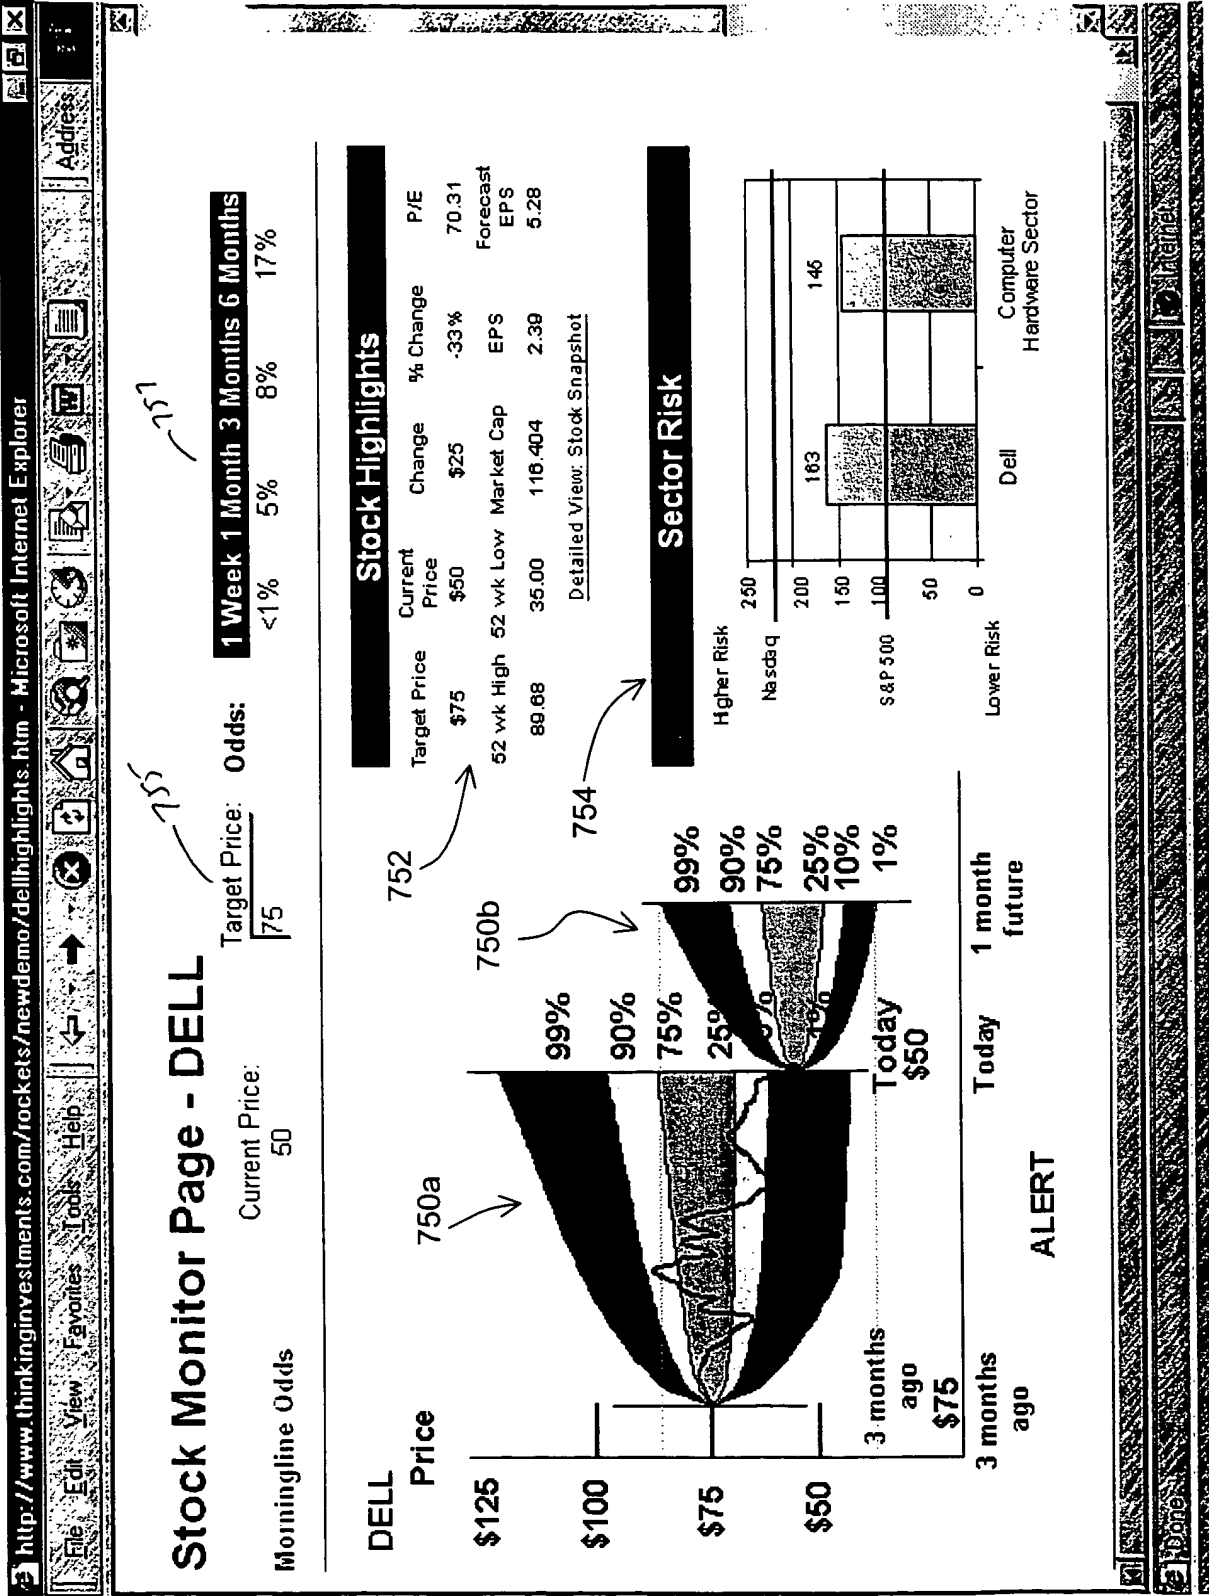 http://www.thinkinginvestments.com/rockets/newdemo/dellhighlights.htm - Microsoft Internet Explorer
File Edit View Favorites Tools Help
Address
Stock Monitor Page - DELL
Morningline Odds
Current Price:
50
Target Price:
75
755
Odds:
1 Week 1 Month 3 Months 6 Months
<1% 5% 8% 17%
757
DELL
Price
$125
$100
$75
$50
750a
99%
90%
75%
25%
1%
750b
99%
90%
75%
25%
10%
1%
3 months
ago
$75
Today
$50
3 months
ago
Today
1 month
future
ALERT
752
Stock Highlights
Target Price Current Price Change % Change P/E
$75 $50 $25 -33% 70.31
52 wk High 52 wk Low Market Cap EPS Forecast EPS
89.68 35.00 116.404 2.39 5.28
Detailed View: Stock Snapshot
754
Sector Risk
Higher Risk
Nasdaq
S&P 500
Lower Risk
250
200
150
100
50
0
163
146
Dell
Computer
Hardware Sector
Done
Internet